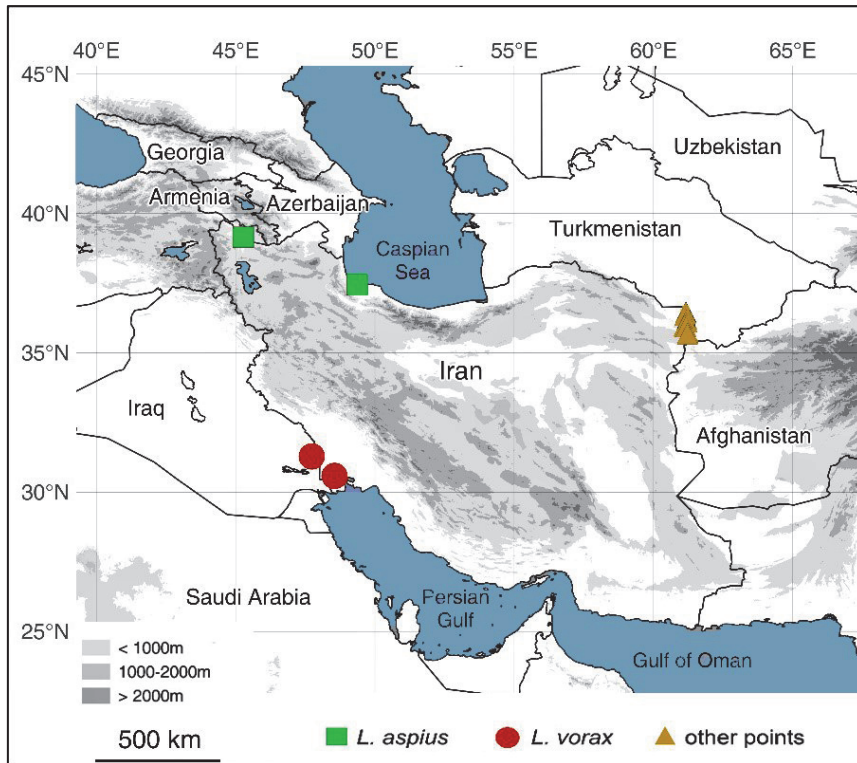 40°E 45°E 50°E 55°E 60°E 65°E
45°N
Georgia
Uzbekistan
Armenia
Azerbaijan
40°N
Turkmenistan
Caspian
Sea
35°N
Iran
Iraq
Afghanistan
30°N
Saudi Arabia
Persian
Gulf
25°N
Gulf of Oman
< 1000m
1000-2000m
> 2000m
500 km
L. aspius L. vorax other points